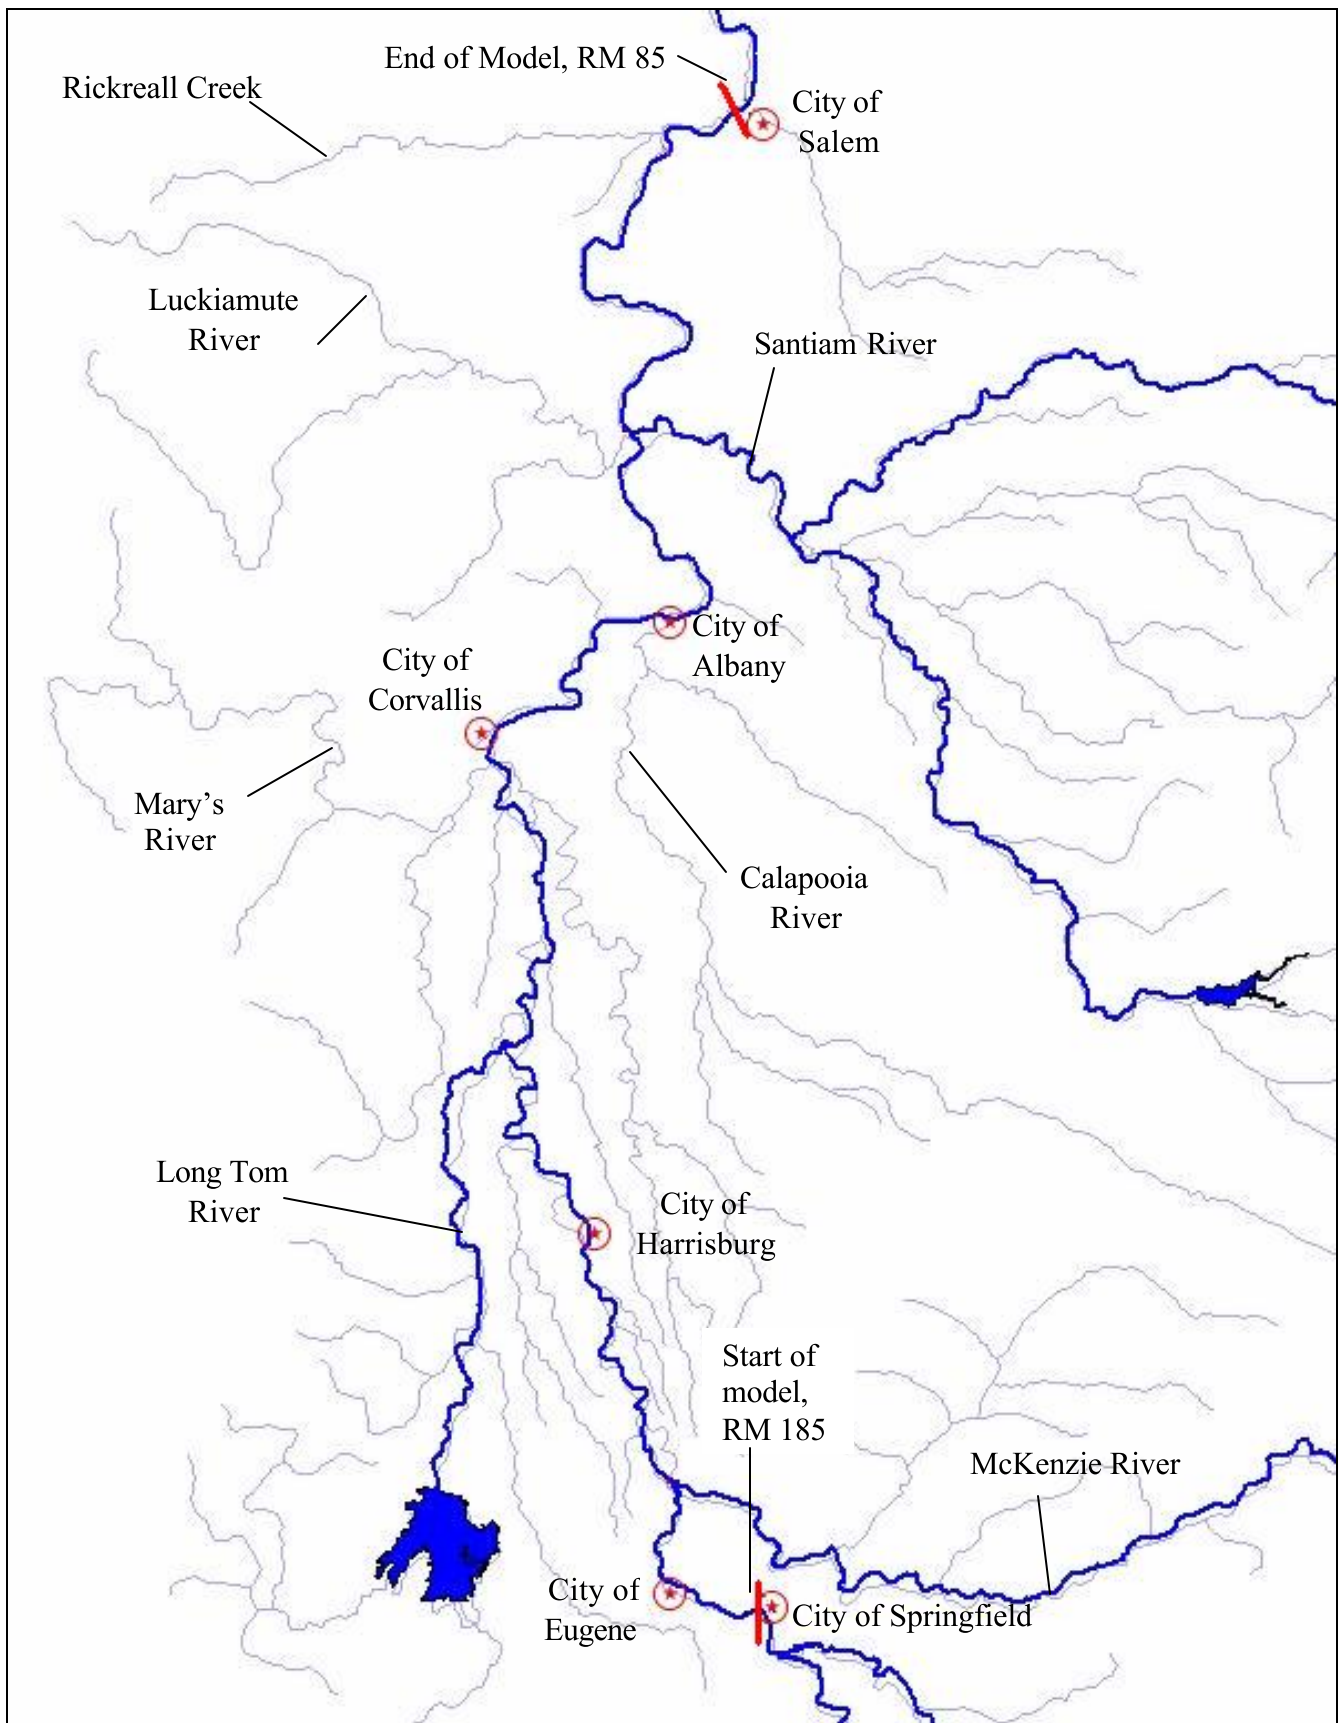 End of Model, RM 85
Rickreall Creek
City of
Salem
Luckiamute
River
Santiam River
City of
Albany
City of
Corvallis
Mary’s
River
Calapooia
River
Long Tom
River
City of
Harrisburg
Start of
model,
RM 185
McKenzie River
City of
Eugene
City of Springfield